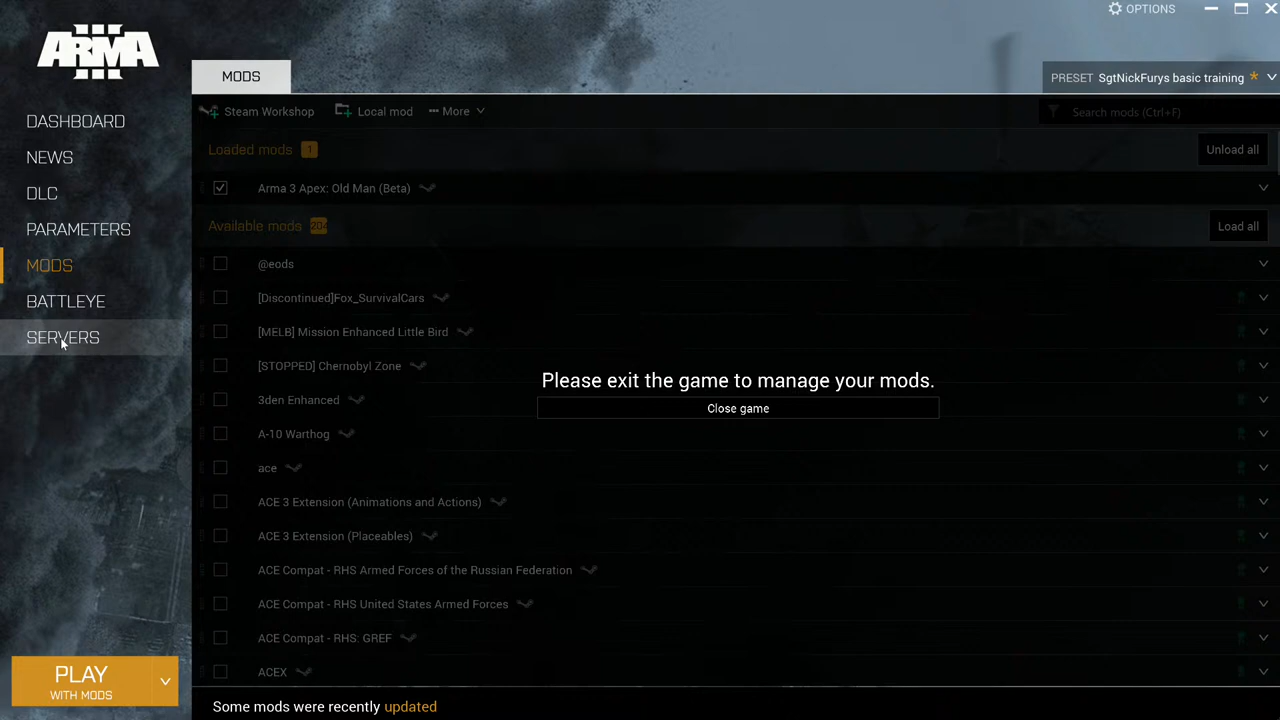 OPTIONS
ARMA
III
MODS
PRESET SgtNickFurys basic training *
DASHBOARD
NEWS
DLC
PARAMETERS
MODS
BATTLEYE
SERVERS
Steam Workshop
Local mod
More
Search mods (Ctrl+F)
Loaded mods 1
Unload all
Arma 3 Apex: Old Man (Beta)
Available mods 204
Load all
@eods
[Discontinued]Fox_SurvivalCars
[MELB] Mission Enhanced Little Bird
[STOPPED] Chernobyl Zone
3den Enhanced
A-10 Warthog
ace
ACE 3 Extension (Animations and Actions)
ACE 3 Extension (Placeables)
ACE Compat - RHS Armed Forces of the Russian Federation
ACE Compat - RHS United States Armed Forces
ACE Compat - RHS: GREF
ACEX
Please exit the game to manage your mods.
Close game
PLAY
WITH MODS
Some mods were recently updated